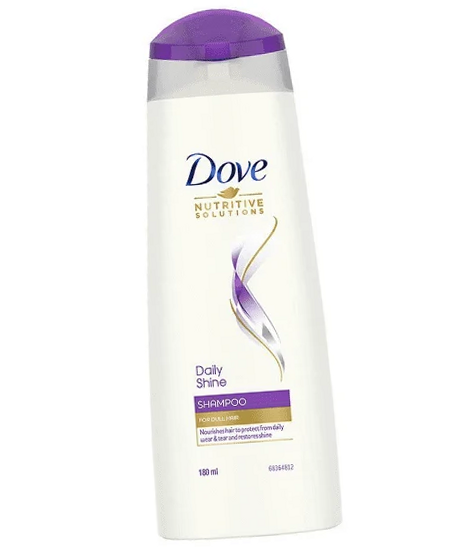 Dove
NUTRITIVE
SOLUTIONS
Daily
Shine
SHAMPOO
FOR DULL HAIR
Nourishes hair to protect from daily
wear & tear and restores shine
180 ml
68364812